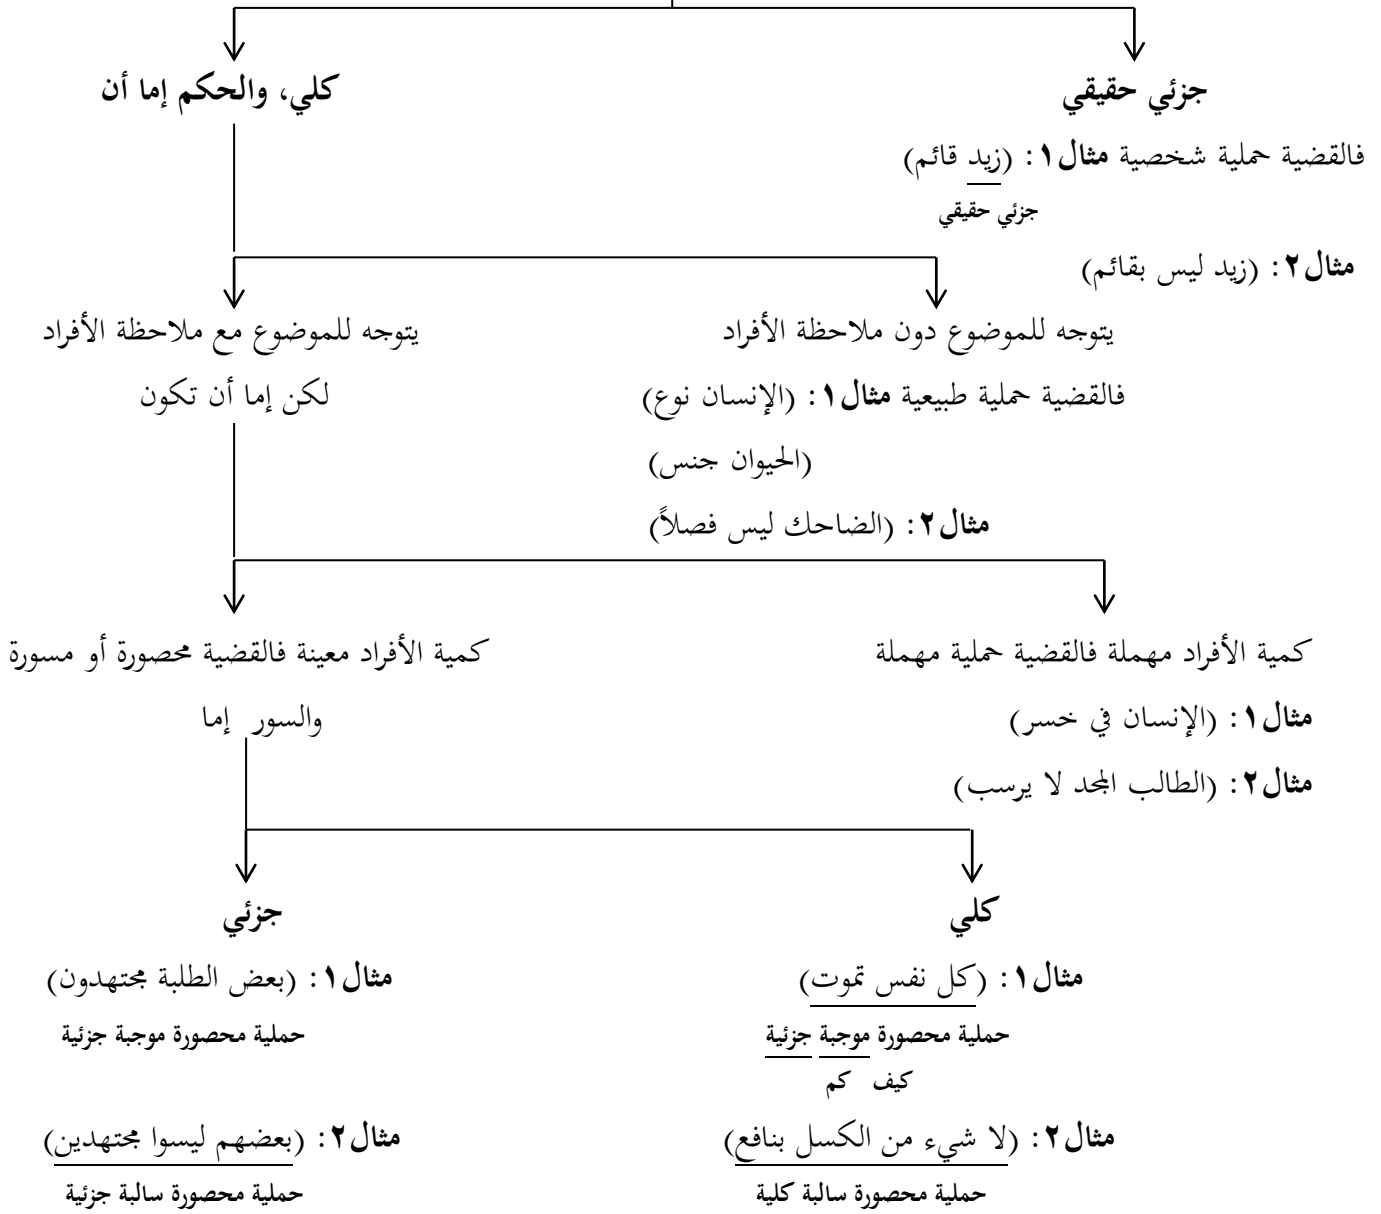 جزئي حقيقي
كلي، والحكم إما أن
فالقضية حملية شخصية مثال١: (زيد قائم)
جزئي حقيقي
مثال٢: (زيد ليس بقائم)
يتوجه للموضوع دون ملاحظة الأفراد
يتوجه للموضوع مع ملاحظة الأفراد
فالقضية حملية طبيعية مثال١: (الإنسان نوع)
لكن إما أن تكون
(الحيوان جنس)
مثال٢: (الضاحك ليس فصلاً)
كمية الأفراد مهملة فالقضية حملية مهملة
كمية الأفراد معينة فالقضية محصورة أو مسورة
مثال١: (الإنسان في خسر)
والسور إما
مثال٢: (الطالب المجد لا يرسب)
كلي
جزئي
مثال١: (كل نفس تموت)
مثال١: (بعض الطلبة مجتهدون)
حملية محصورة موجبة جزئية
حملية محصورة موجبة جزئية
كيف كم
مثال٢: (لا شيء من الكسل بنافع)
مثال٢: (بعضهم ليسوا مجتهدين)
حملية محصورة سالبة كلية
حملية محصورة سالبة جزئية